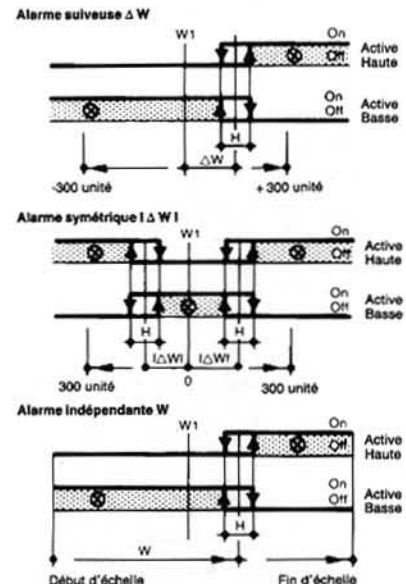 Alarme suiveuse Δ W
W1
On
Off
Active
Haute
On
Off
Active
Basse
H
ΔW
-300 unité
+ 300 unité
Alarme symétrique I Δ W I
W1
On
Off
Active
Haute
On
Off
Active
Basse
H
IΔWI
IΔWI
H
300 unité
0
300 unité
Alarme indépendante W
W1
On
Off
Active
Haute
On
Off
Active
Basse
H
W
Début d'échelle
Fin d'échelle